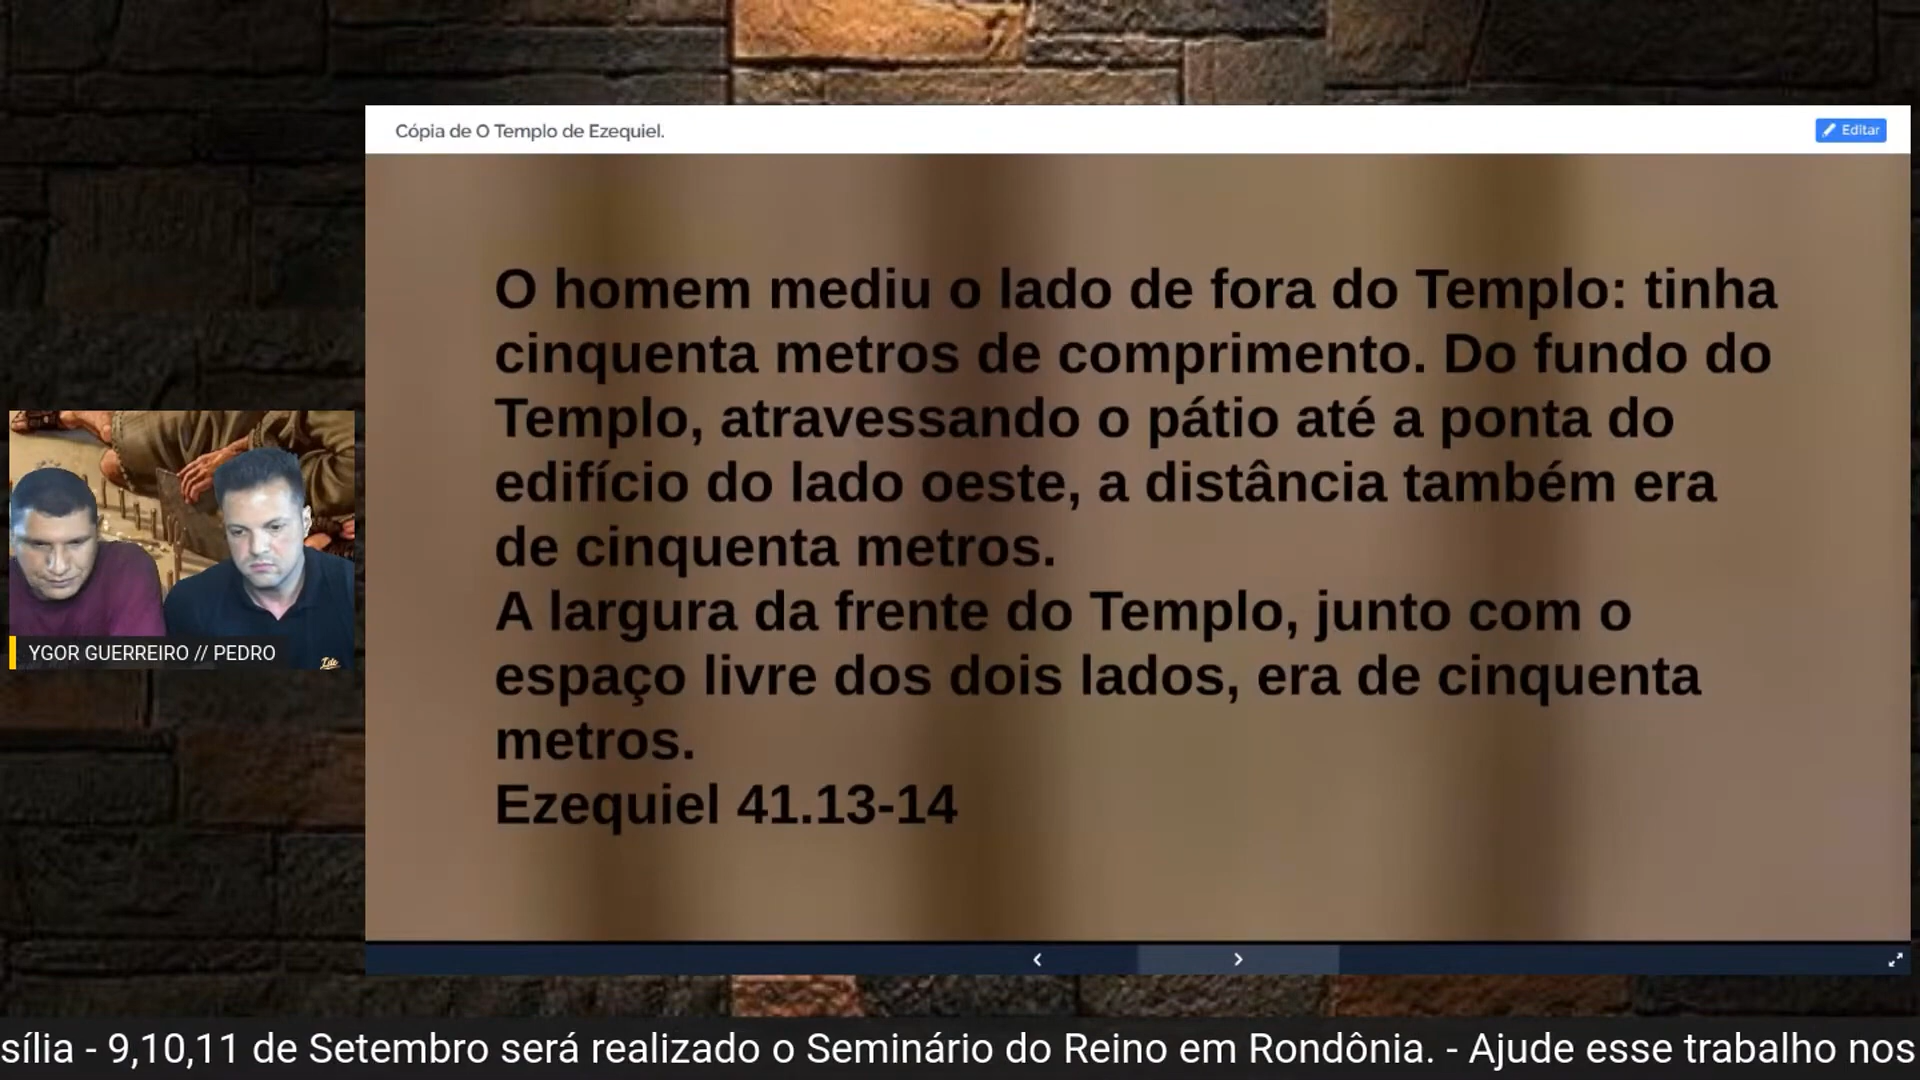 Cópia de O Templo de Ezequiel.
Editar
O homem mediu o lado de fora do Templo: tinha
cinquenta metros de comprimento. Do fundo do
Templo, atravessando o pátio até a ponta do
edifício do lado oeste, a distância também era
de cinquenta metros.
A largura da frente do Templo, junto com o
espaço livre dos dois lados, era de cinquenta
metros.
Ezequiel 41.13-14
YGOR GUERREIRO // PEDRO
sília - 9,10,11 de Setembro será realizado o Seminário do Reino em Rondônia. - Ajude esse trabalho nos